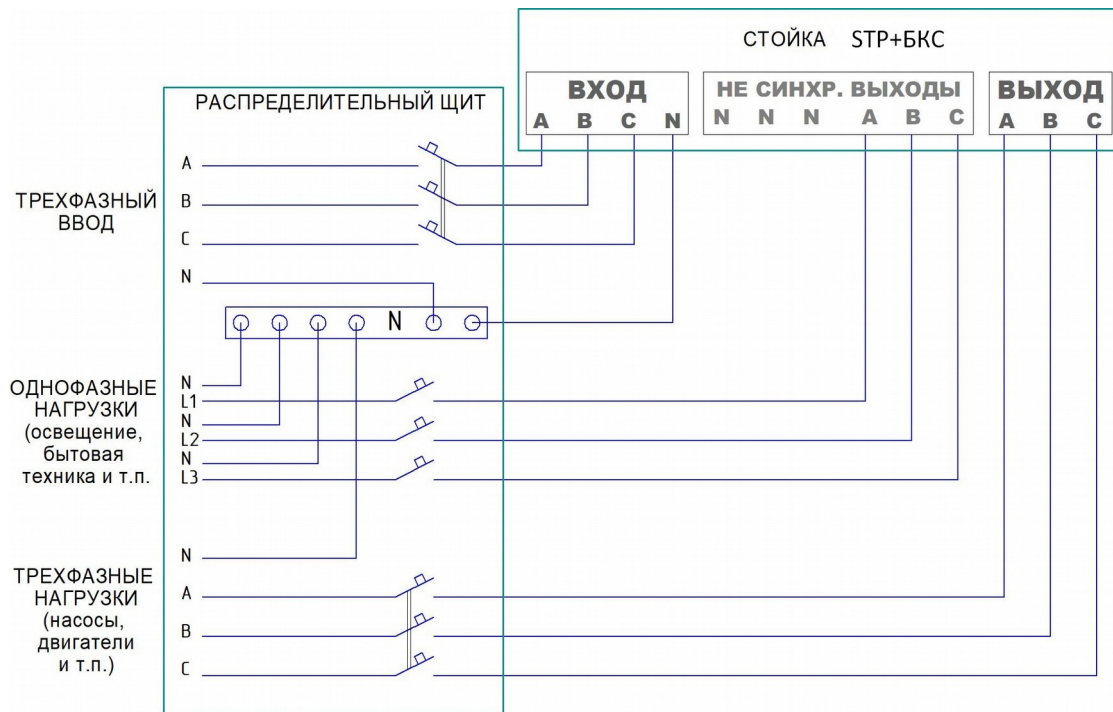 СТОЙКА STP+БКС
ВХОД
A B C N
НЕ СИНХР. ВЫХОДЫ
N N N A B C
ВЫХОД
A B C
РАСПРЕДЕЛИТЕЛЬНЫЙ ЩИТ
ТРЕХФАЗНЫЙ
ВВОД
A
B
C
N
N
ОДНОФАЗНЫЕ
НАГРУЗКИ
(освещение,
бытовая
техника и т.п.
N
L1
N
L2
N
L3
ТРЕХФАЗНЫЕ
НАГРУЗКИ
(насосы,
двигатели
и т.п.)
N
A
B
C